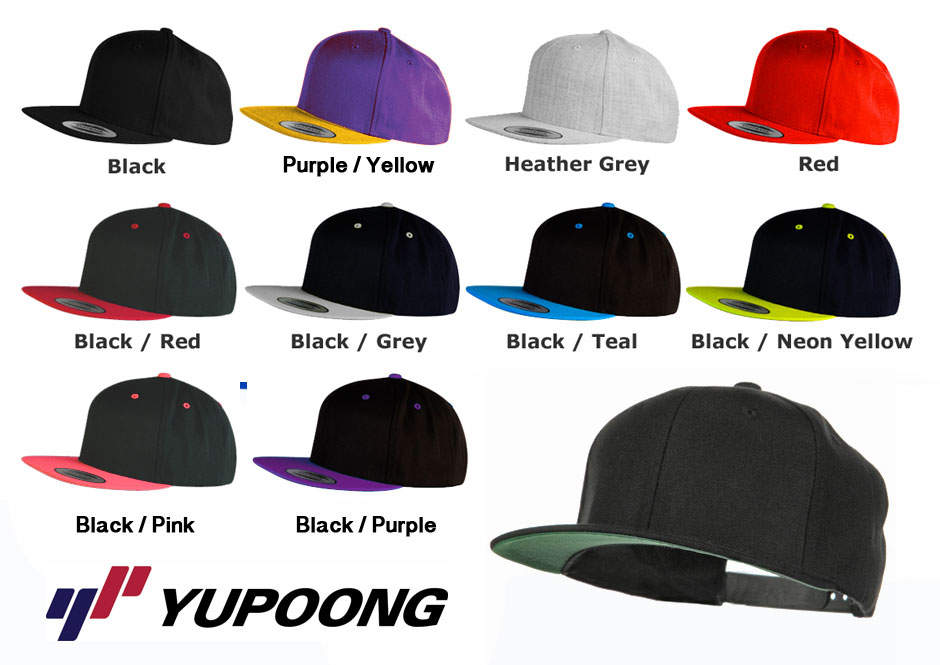 YUPOONG
Black
Purple / Yellow
Heather Grey
Red
Black / Red
Black / Grey
Black / Teal
Black / Neon Yellow
Black / Pink
Black / Purple
YUPOONG